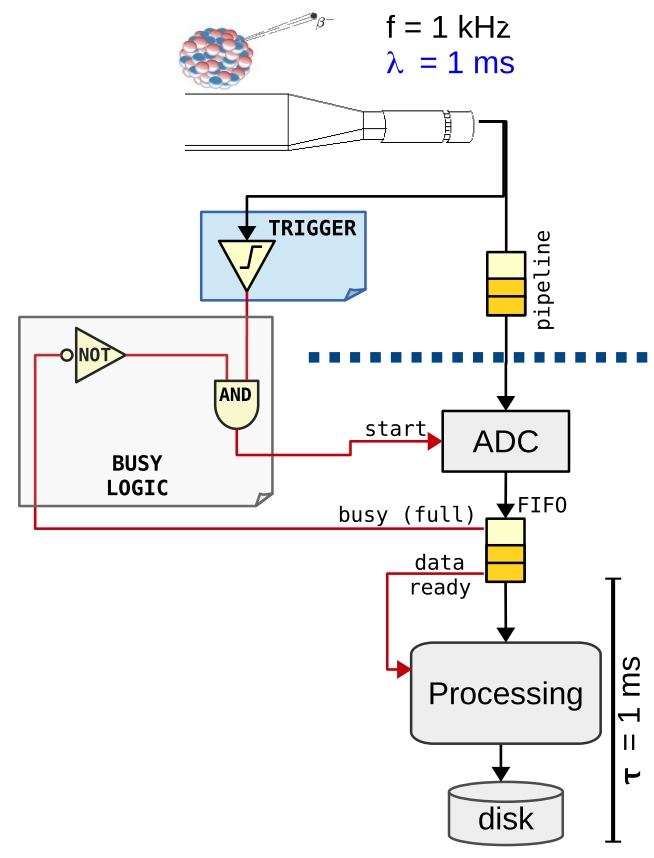 β⁻
f = 1 kHz
λ = 1 ms
TRIGGER
pipeline
NOT
AND
BUSY
LOGIC
start
ADC
FIFO
busy (full)
data
ready
Processing
τ = 1 ms
disk